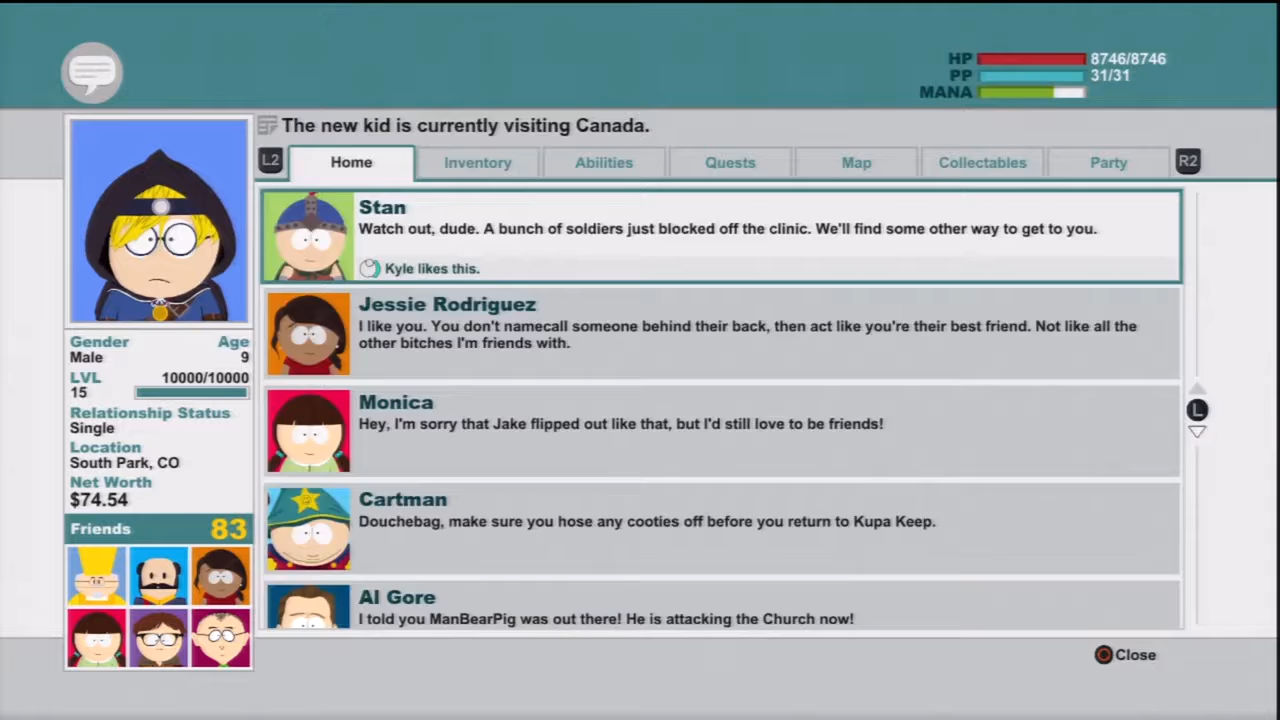 HP 8746/8746
PP 31/31
MANA
The new kid is currently visiting Canada.
L2 Home Inventory Abilities Quests Map Collectables Party R2
Stan
Watch out, dude. A bunch of soldiers just blocked off the clinic. We'll find some other way to get to you.
Kyle likes this.
Jessie Rodriguez
I like you. You don't namecall someone behind their back, then act like you're their best friend. Not like all the
other bitches I'm friends with.
Monica
Hey, I'm sorry that Jake flipped out like that, but I'd still love to be friends!
Cartman
Douchebag, make sure you hose any cooties off before you return to Kupa Keep.
Al Gore
I told you ManBearPig was out there! He is attacking the Church now!
Gender Age
Male 9
LVL 10000/10000
15
Relationship Status
Single
Location
South Park, CO
Net Worth
$74.54
Friends 83
L
Close